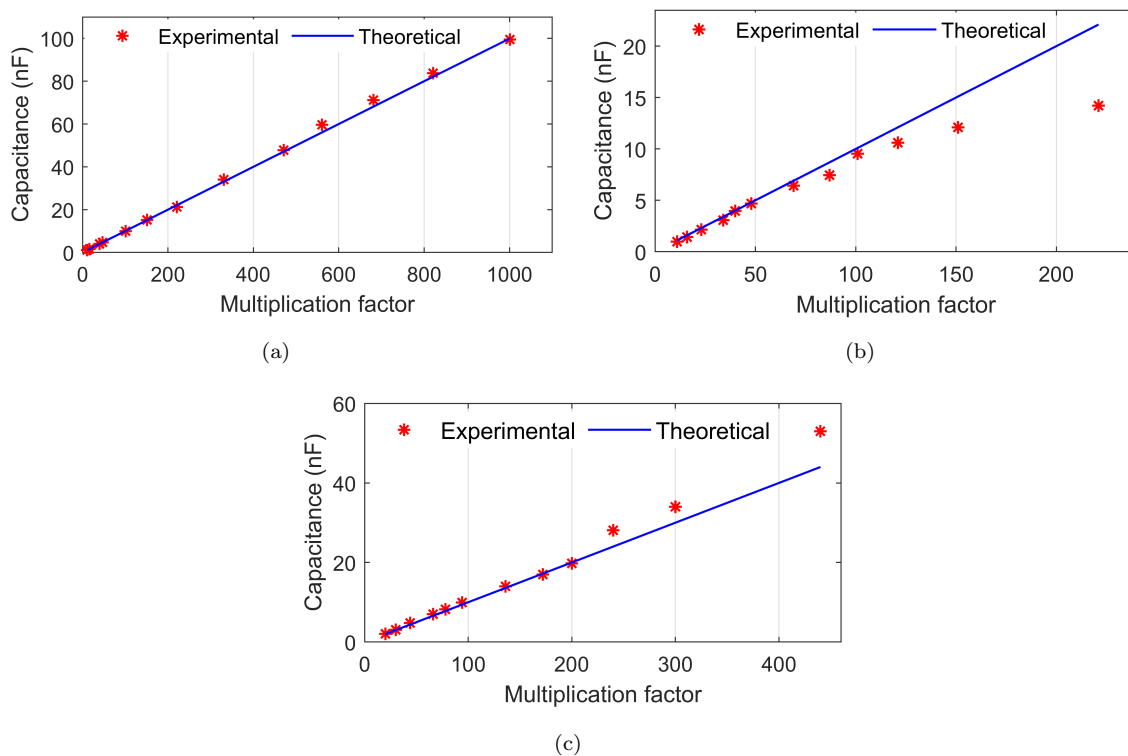 Experimental Theoretical
Capacitance (nF)
100
80
60
40
20
0
0 200 400 600 800 1000
Multiplication factor
(a)
Experimental Theoretical
Capacitance (nF)
20
15
10
5
0
0 50 100 150 200
Multiplication factor
(b)
Experimental Theoretical
Capacitance (nF)
60
40
20
0
0 100 200 300 400
Multiplication factor
(c)